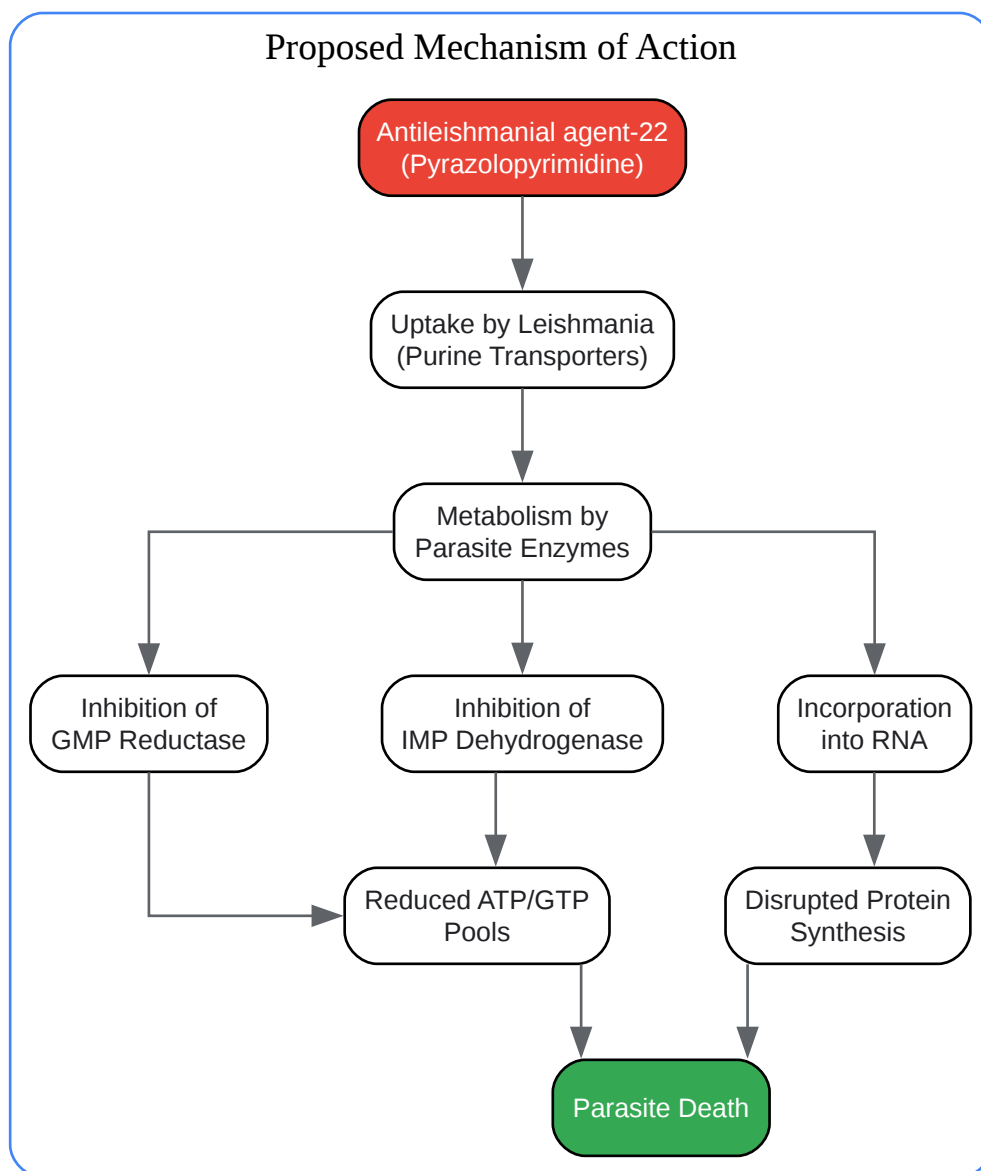 Proposed Mechanism of Action
Antileishmanial agent-22
(Pyrazolopyrimidine)
Uptake by Leishmania
(Purine Transporters)
Metabolism by
Parasite Enzymes
Inhibition of
GMP Reductase
Inhibition of
IMP Dehydrogenase
Incorporation
into RNA
Reduced ATP/GTP
Pools
Disrupted Protein
Synthesis
Parasite Death